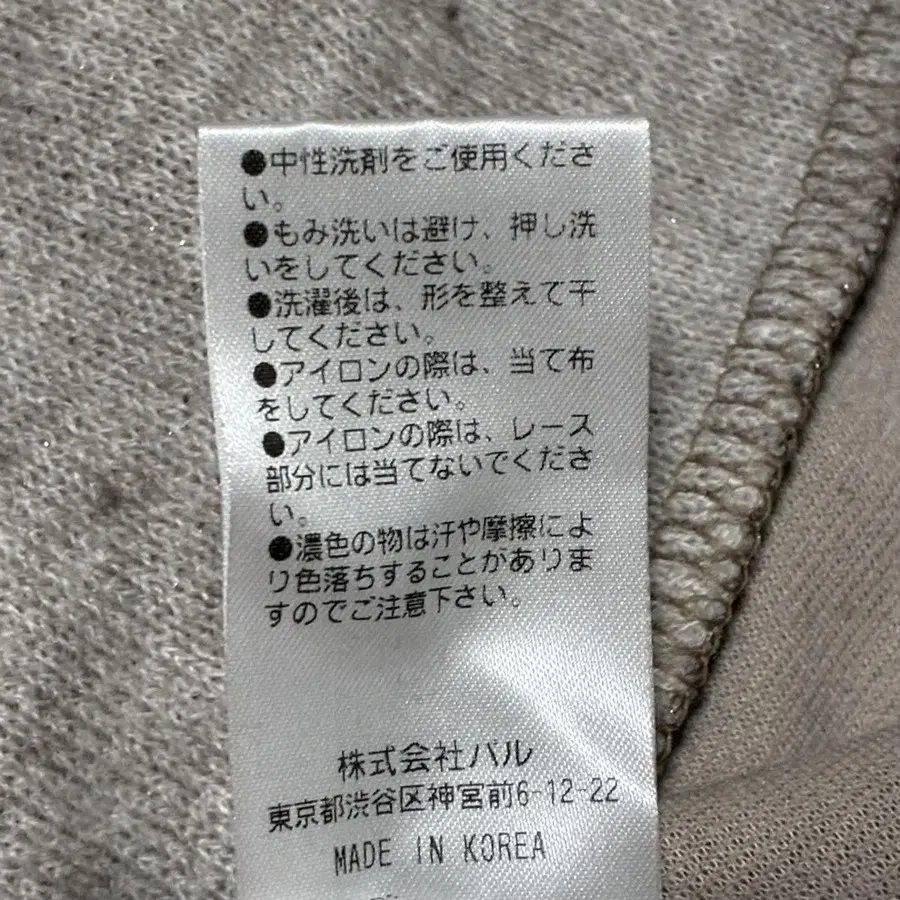 ●中性洗剤をご使用くださ
い。
●もみ洗いは避け、押し洗
いをしてください。
●洗濯後は、形を整えて干
してください。
●アイロンの際は、当て布
をしてください。
●アイロンの際は、レース
部分には当てないでくださ
い。
●濃色の物は汗や摩擦によ
り色落ちすることがありま
すのでご注意下さい。
株式会社パル
東京都渋谷区神宮前6-12-22
MADE IN KOREA